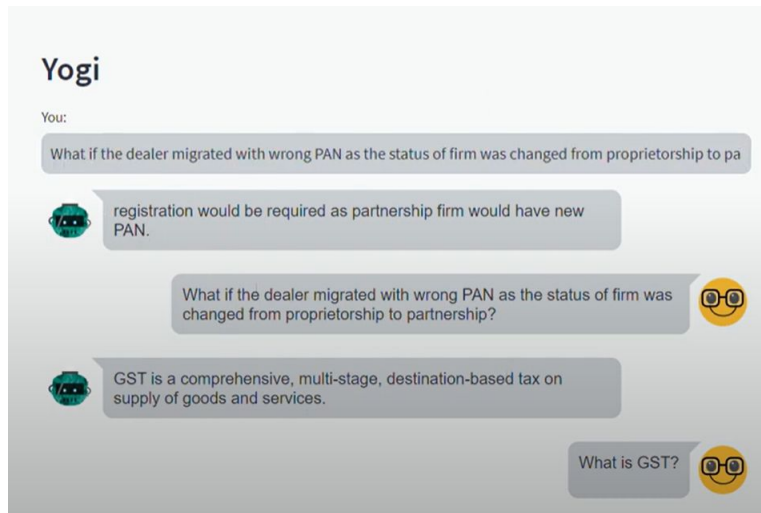 Yogi
You:
What if the dealer migrated with wrong PAN as the status of firm was changed from proprietorship to pa
registration would be required as partnership firm would have new
PAN.
What if the dealer migrated with wrong PAN as the status of firm was
changed from proprietorship to partnership?
GST is a comprehensive, multi-stage, destination-based tax on
supply of goods and services.
What is GST?